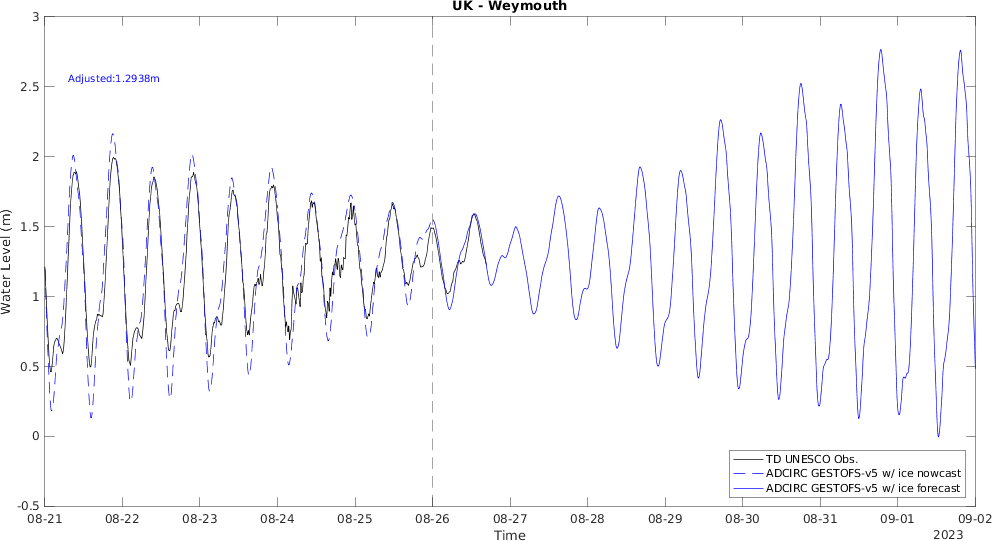 UK - Weymouth
3
2.5
2
1.5
1
0.5
0
-0.5
Water Level (m)
Adjusted:1.2938m
TD UNESCO Obs.
ADCIRC GESTOFS-v5 w/ ice nowcast
ADCIRC GESTOFS-v5 w/ ice forecast
08-21 08-22 08-23 08-24 08-25 08-26 08-27 08-28 08-29 08-30 08-31 09-01 09-02
Time
2023